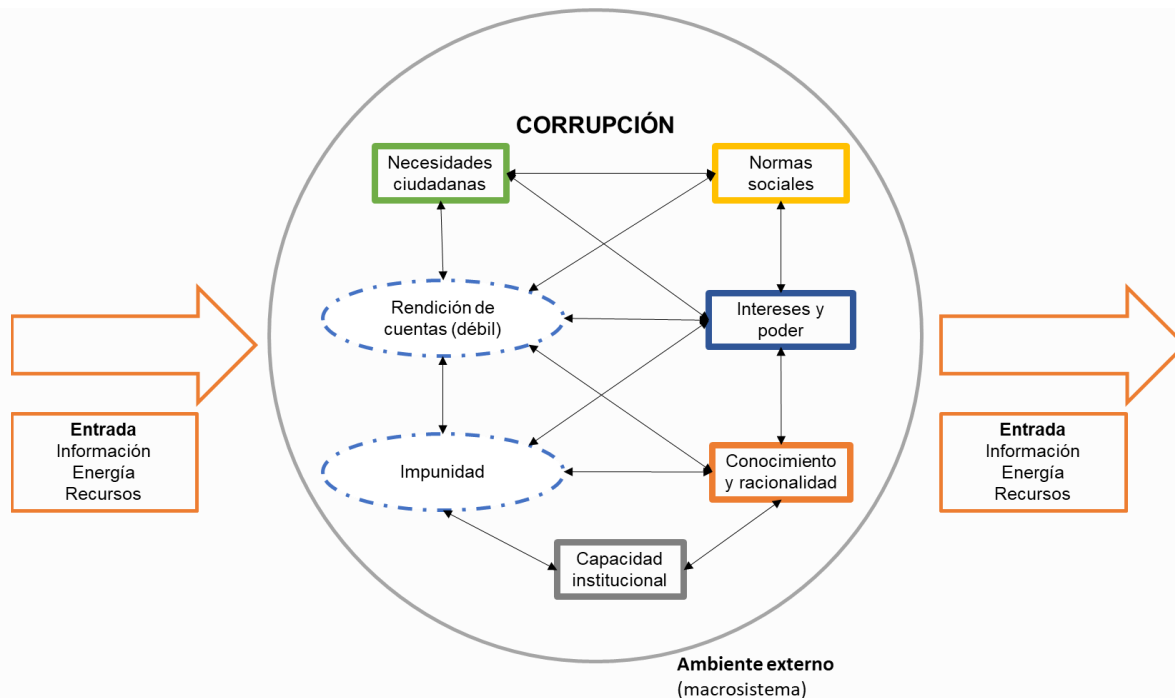 CORRUPCIÓN
Necesidades
ciudadanas
Normas
sociales
Rendición de
cuentas (débil)
Intereses y
poder
Entrada
Información
Energía
Recursos
Impunidad
Conocimiento
y racionalidad
Entrada
Información
Energía
Recursos
Capacidad
institucional
Ambiente externo
(macrosistema)